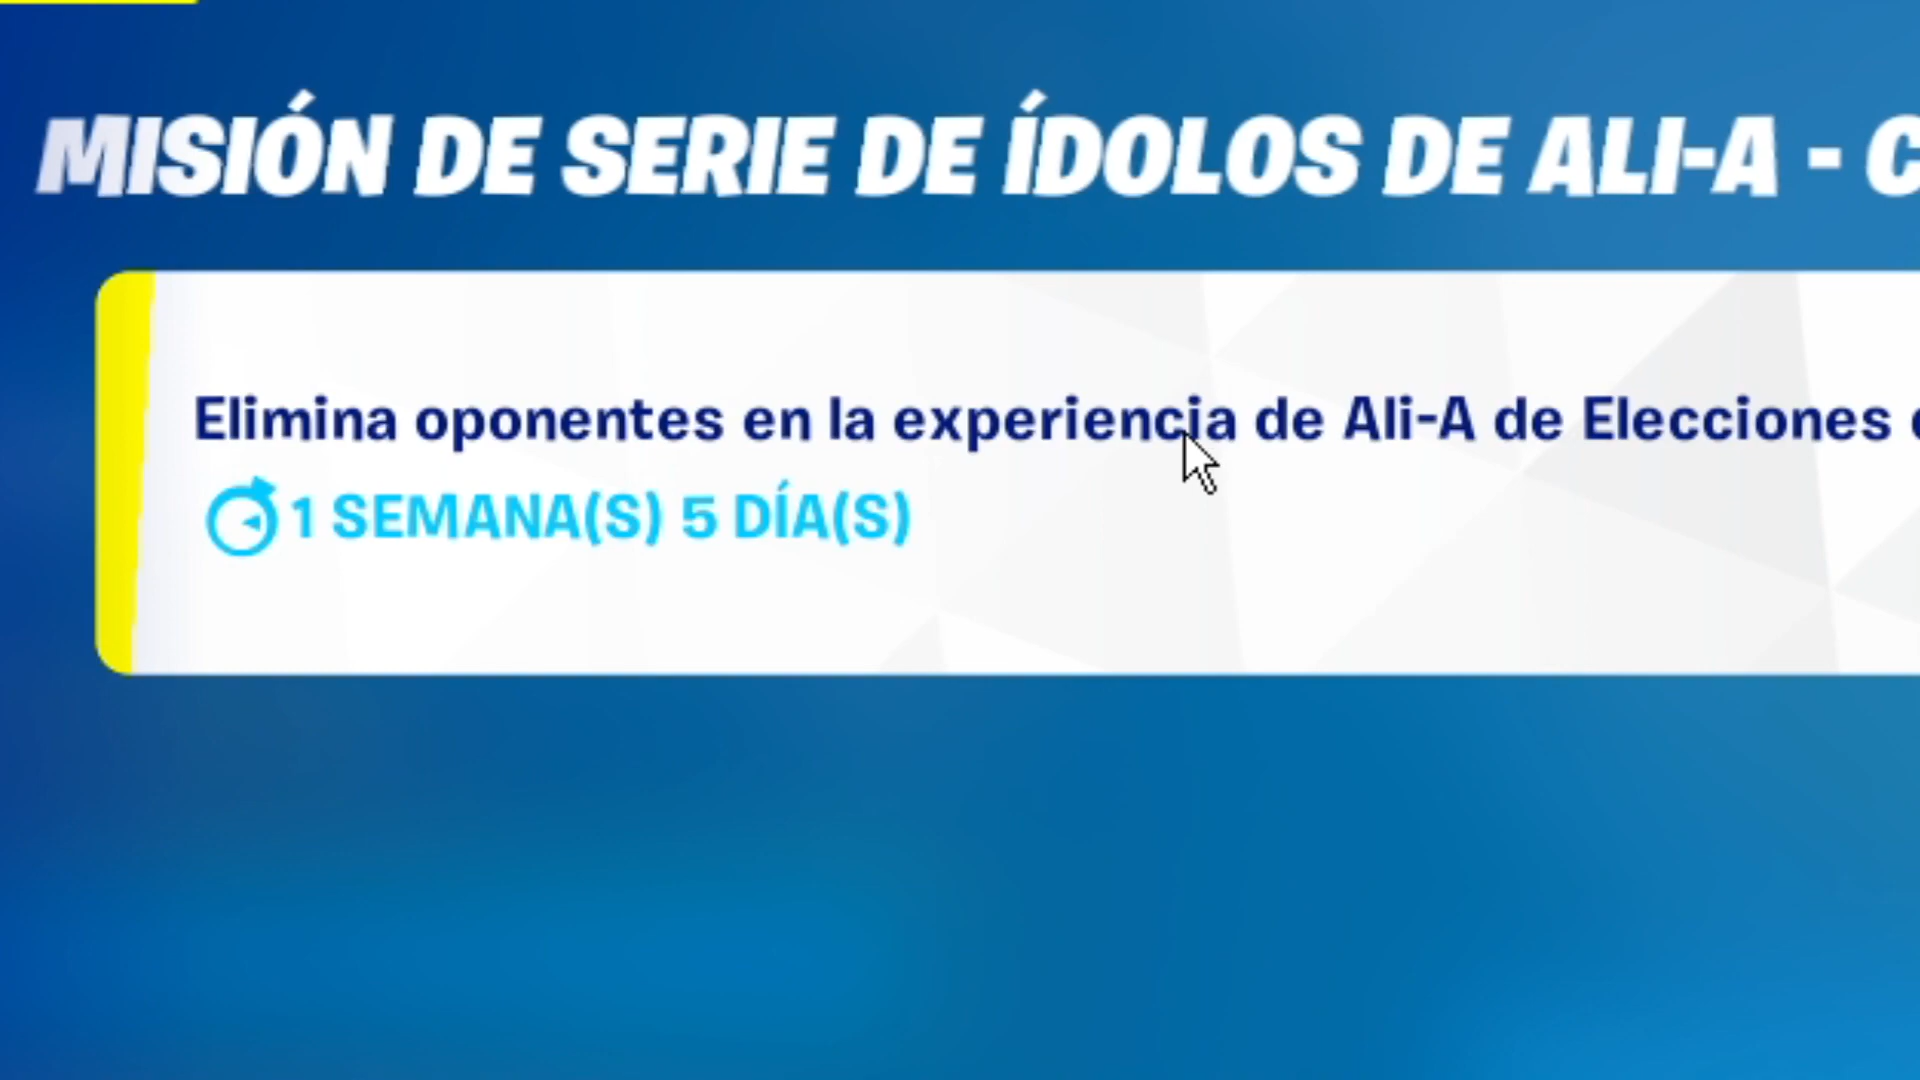 MISIÓN DE SERIE DE ÍDOLOS DE ALI-A -
Elimina oponentes en la experiencia de Ali-A de Elecciones
1 SEMANA(S) 5 DÍA(S)